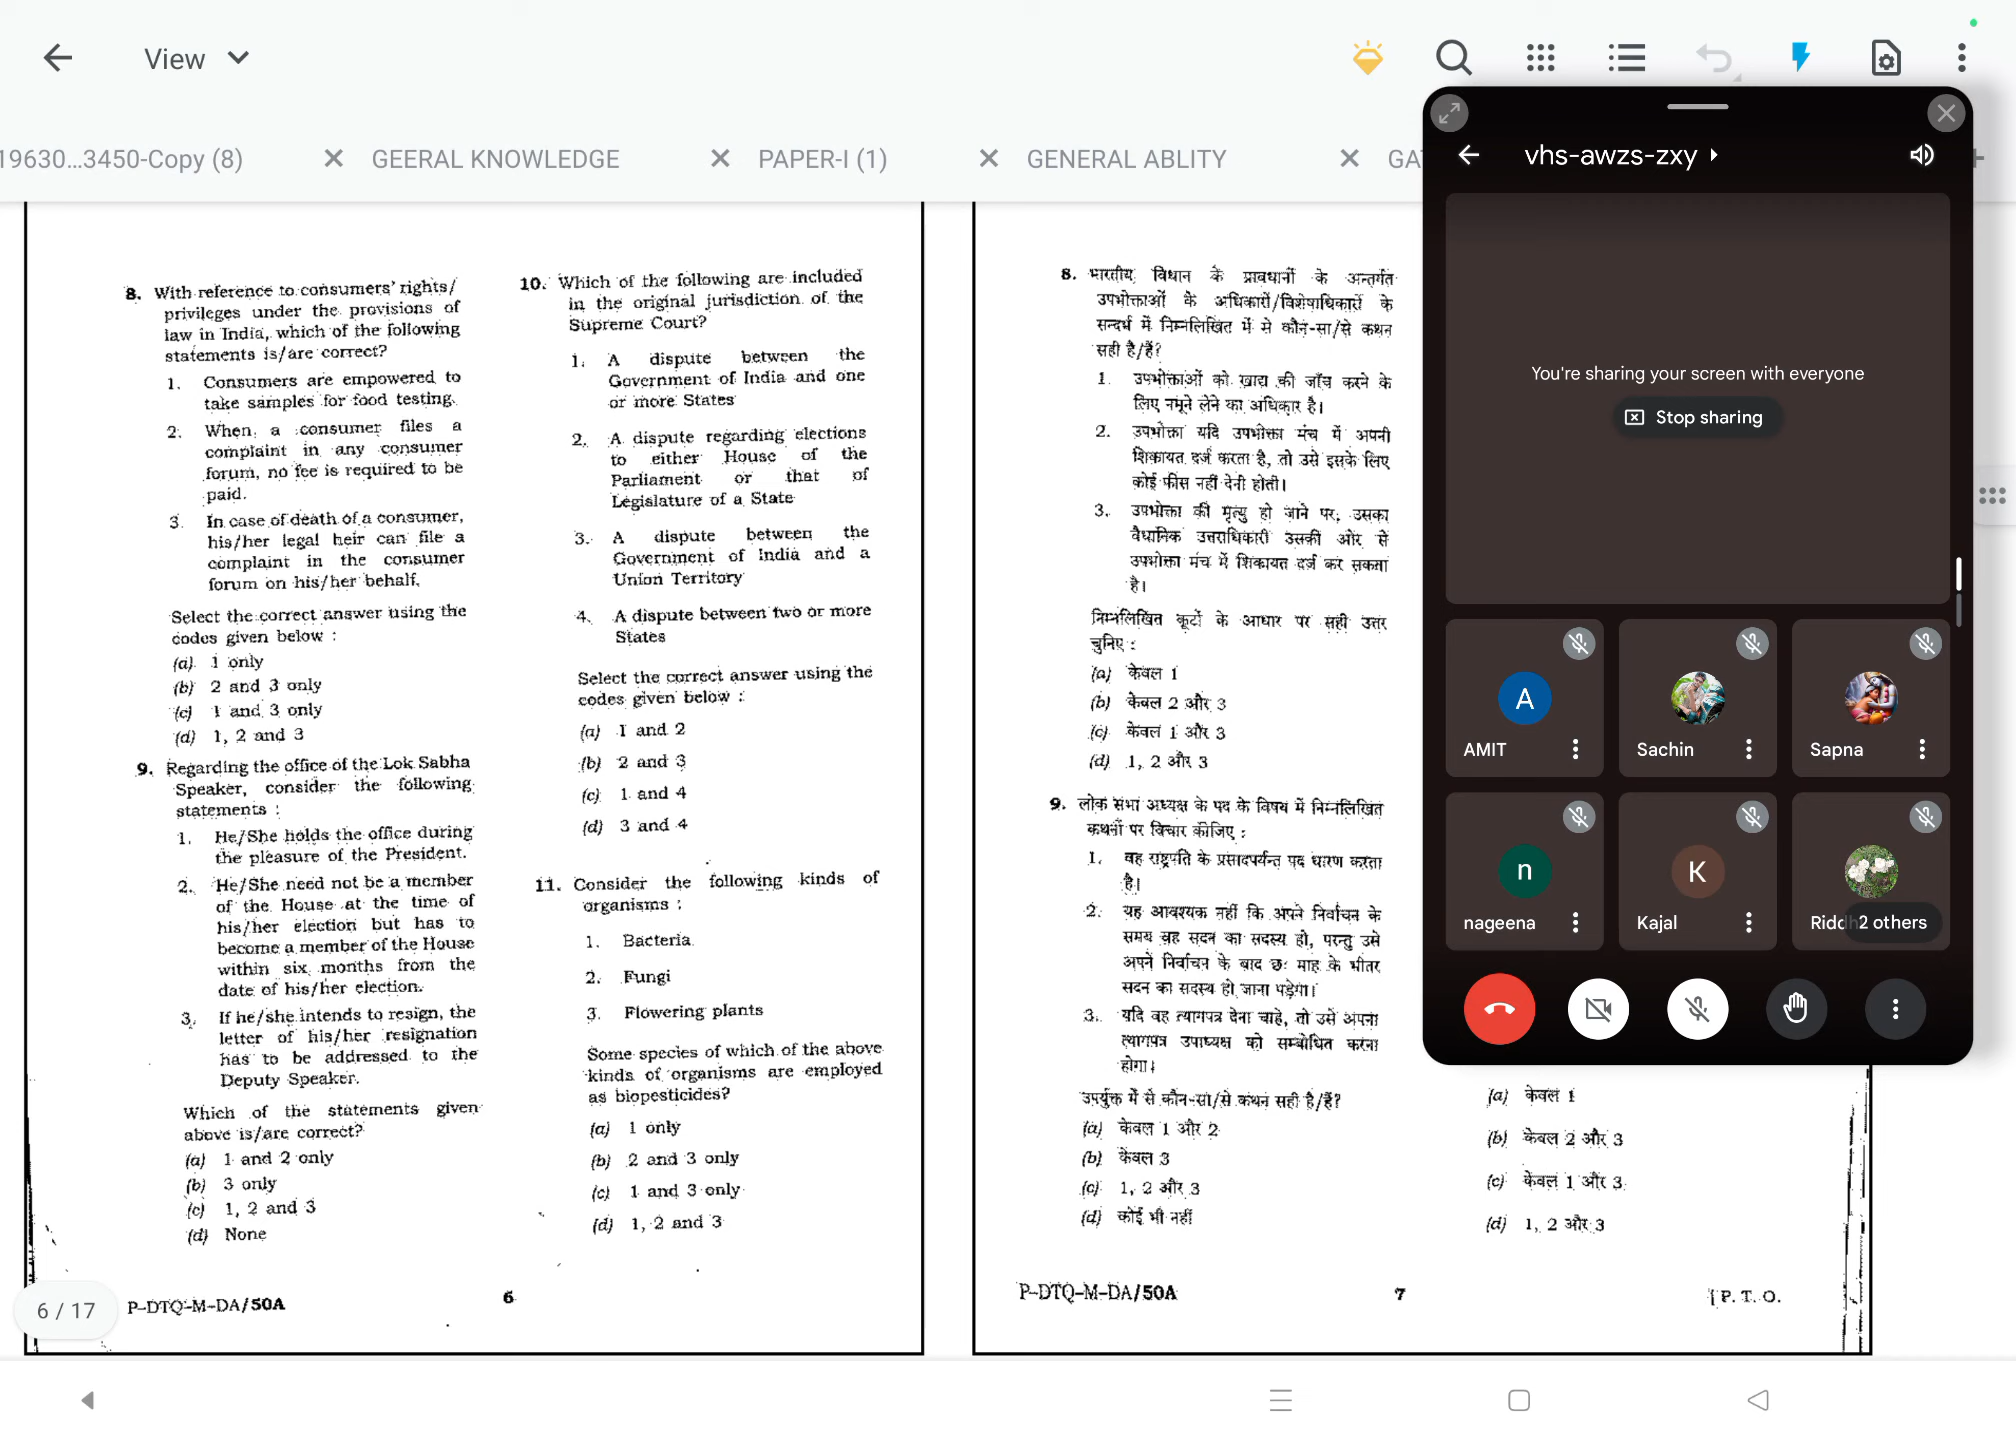 View
19630...3450-Copy (8)
GEERAL KNOWLEDGE
PAPER-I (1)
GENERAL ABLITY
8. With reference to consumers' rights/
privileges under the provisions of
law in India, which of the following
statements is/are correct?
1. Consumers are empowered to
take samples for food testing.
2. When a consumer files a
complaint in any consumer
forum, no fee is required to be
paid.
3. In case of death of a consumer,
his/her legal heir can file a
complaint in the consumer
forum on his/her behalf.
Select the correct answer using the
codes given below :
(a) 1 only
(b) 2 and 3 only
(c) 1 and 3 only
(d) 1, 2 and 3
9. Regarding the office of the Lok Sabha
Speaker, consider the following
statements :
1. He/She holds the office during
the pleasure of the President.
2. He/She need not be a member
of the House at the time of
his/her election but has to
become a member of the House
within six months from the
date of his/her election.
3. If he/she intends to resign, the
letter of his/her resignation
has to be addressed to the
Deputy Speaker.
Which of the statements given
above is/are correct?
(a) 1 and 2 only
(b) 3 only
(c) 1, 2 and 3
(d) None
10. Which of the following are included
in the original jurisdiction of the
Supreme Court?
1. A dispute between the
Government of India and one
or more States
2. A dispute regarding elections
to either House of the
Parliament or that of
Legislature of a State
3. A dispute between the
Government of India and a
Union Territory
4. A dispute between two or more
States
Select the correct answer using the
codes given below :
(a) 1 and 2
(b) 2 and 3
(c) 1 and 4
(d) 3 and 4
11. Consider the following kinds of
organisms :
1. Bacteria
2. Fungi
3. Flowering plants
Some species of which of the above
kinds of organisms are employed
as biopesticides?
(a) 1 only
(b) 2 and 3 only
(c) 1 and 3 only
(d) 1, 2 and 3
6 / 17
P-DTQ-M-DA/50A
6
8. भारतीय विधान के प्रावधानों के अन्तर्गत
उपभोक्ताओं के अधिकारों/विशेषाधिकारों के
सन्दर्भ में निम्नलिखित में से कौन-सा/से कथन
सही है/हैं?
1. उपभोक्ताओं को खाद्य की जाँच करने के
लिए नमूने लेने का अधिकार है।
2. उपभोक्ता यदि उपभोक्ता मंच में अपनी
शिकायत दर्ज करता है, तो उसे इसके लिए
कोई फीस नहीं देनी होती।
3. उपभोक्ता की मृत्यु हो जाने पर, उसका
वैधानिक उत्तराधिकारी उसकी ओर से
उपभोक्ता मंच में शिकायत दर्ज कर सकता
है।
निम्नलिखित कूटों के आधार पर सही उत्तर
चुनिए :
(a) केवल 1
(b) केवल 2 और 3
(c) केवल 1 और 3
(d) 1, 2 और 3
9. लोक सभा अध्यक्ष के पद के विषय में निम्नलिखित
कथनों पर विचार कीजिए :
1. वह राष्ट्रपति के प्रसादपर्यन्त पद धारण करता
है।
2. यह आवश्यक नहीं कि अपने निर्वाचन के
समय वह सदन का सदस्य हो, परन्तु उसे
अपने निर्वाचन के बाद छः माह के भीतर
सदन का सदस्य हो जाना पड़ेगा।
3. यदि वह त्यागपत्र देना चाहे, तो उसे अपना
त्यागपत्र उपाध्यक्ष को सम्बोधित करना
होगा।
उपर्युक्त में से कौन-सा/से कथन सही है/हैं?
(a) केवल 1 और 2
(b) केवल 3
(c) 1, 2 और 3
(d) कोई भी नहीं
(a) केवल 1
(b) केवल 2 और 3
(c) केवल 1 और 3
(d) 1, 2 और 3
P-DTQ-M-DA/50A
7
[ P. T. O.
vhs-awzs-zxy
You're sharing your screen with everyone
Stop sharing
A
AMIT
Sachin
Sapna
n
nageena
K
Kajal
2 others